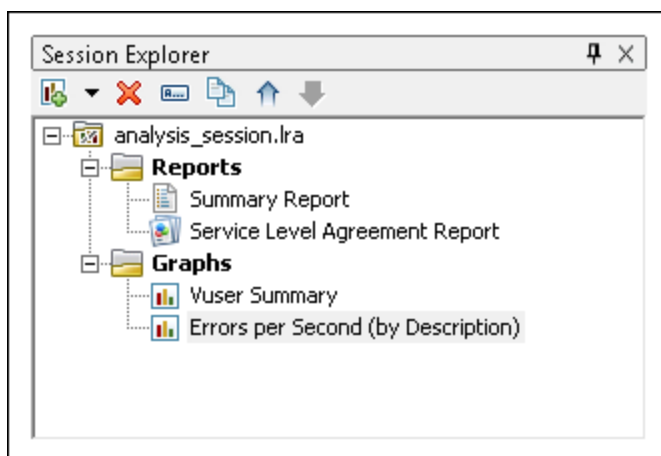 Session Explorer
analysis_session.lra
Reports
Summary Report
Service Level Agreement Report
Graphs
Vuser Summary
Errors per Second (by Description)